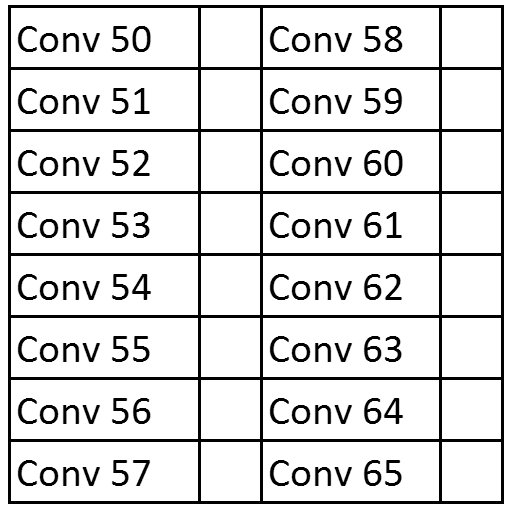 Conv 50 Conv 58
Conv 51 Conv 59
Conv 52 Conv 60
Conv 53 Conv 61
Conv 54 Conv 62
Conv 55 Conv 63
Conv 56 Conv 64
Conv 57 Conv 65